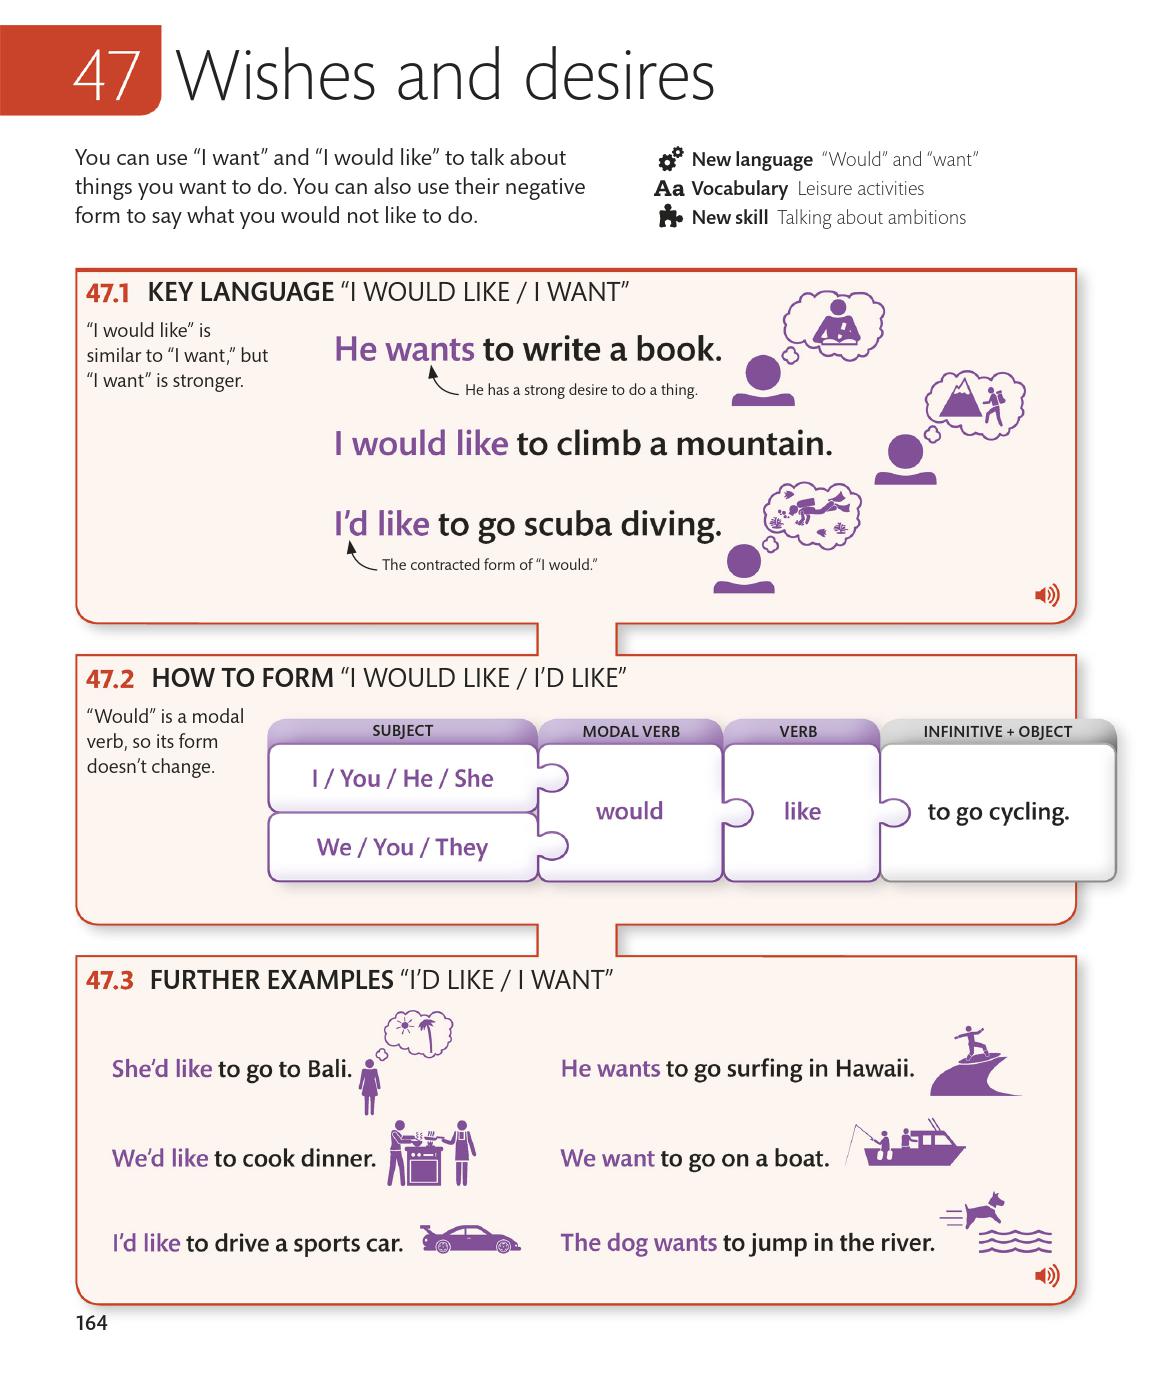 47 Wishes and desires
You can use “I want” and “I would like” to talk about
things you want to do. You can also use their negative
form to say what you would not like to do.
New language “Would” and “want”
Aa Vocabulary Leisure activities
New skill Talking about ambitions
47.1 KEY LANGUAGE “I WOULD LIKE / I WANT”
“I would like” is
similar to “I want,” but
“I want” is stronger.
He wants to write a book.
He has a strong desire to do a thing.
I would like to climb a mountain.
I’d like to go scuba diving.
The contracted form of “I would.”
47.2 HOW TO FORM “I WOULD LIKE / I’D LIKE”
“Would” is a modal
verb, so its form
doesn’t change.
SUBJECT MODAL VERB VERB INFINITIVE + OBJECT
I / You / He / She
would like to go cycling.
We / You / They
47.3 FURTHER EXAMPLES “I’D LIKE / I WANT”
She’d like to go to Bali.
He wants to go surfing in Hawaii.
We’d like to cook dinner.
We want to go on a boat.
I’d like to drive a sports car.
The dog wants to jump in the river.
164